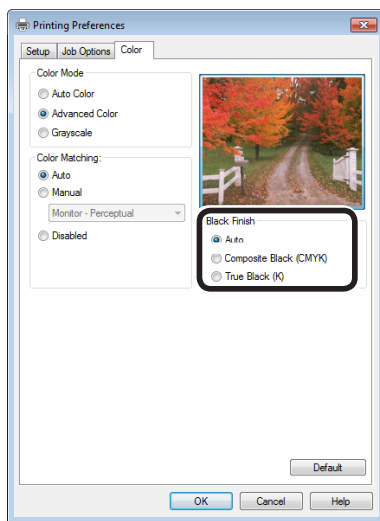 Printing Preferences
Setup Job Options Color
Color Mode
Auto Color
Advanced Color
Grayscale
Color Matching:
Auto
Manual
Monitor - Perceptual
Disabled
Black Finish
Auto
Composite Black (CMYK)
True Black (K)
Default
OK Cancel Help